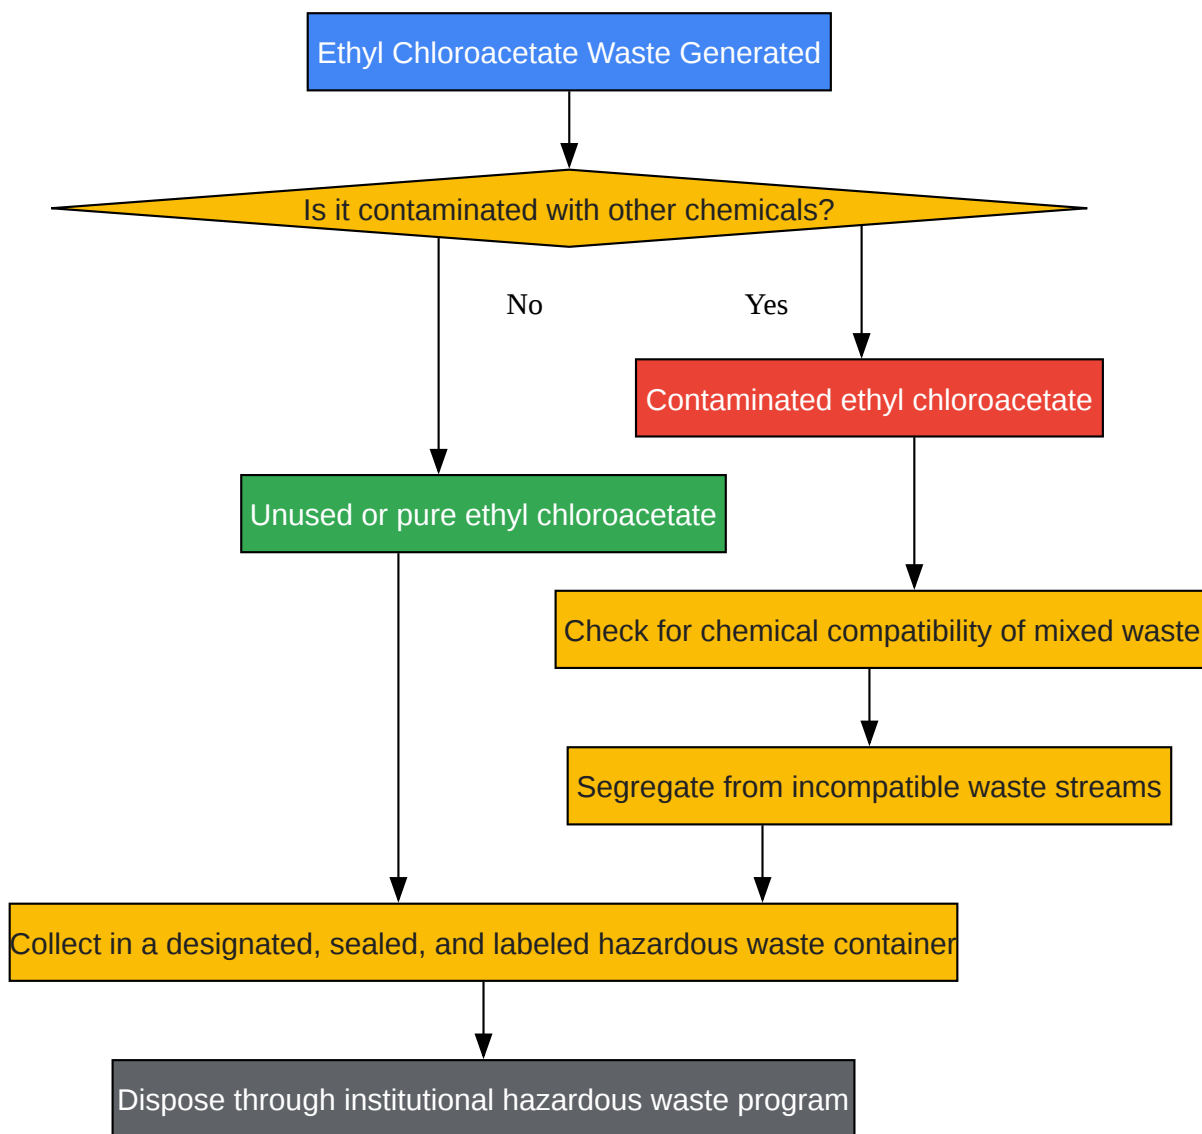 Ethyl Chloroacetate Waste Generated
Is it contaminated with other chemicals?
No
Yes
Contaminated ethyl chloroacetate
Unused or pure ethyl chloroacetate
Check for chemical compatibility of mixed waste
Segregate from incompatible waste streams
Collect in a designated, sealed, and labeled hazardous waste container
Dispose through institutional hazardous waste program